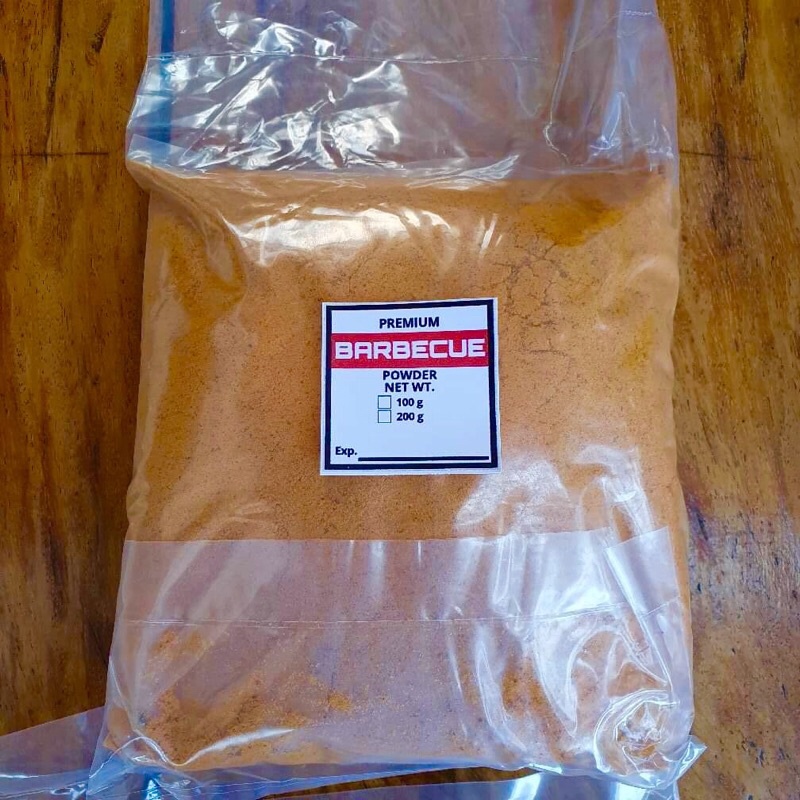 PREMIUM
BARBECUE
POWDER
NET WT.
100 g
200 g
Exp.